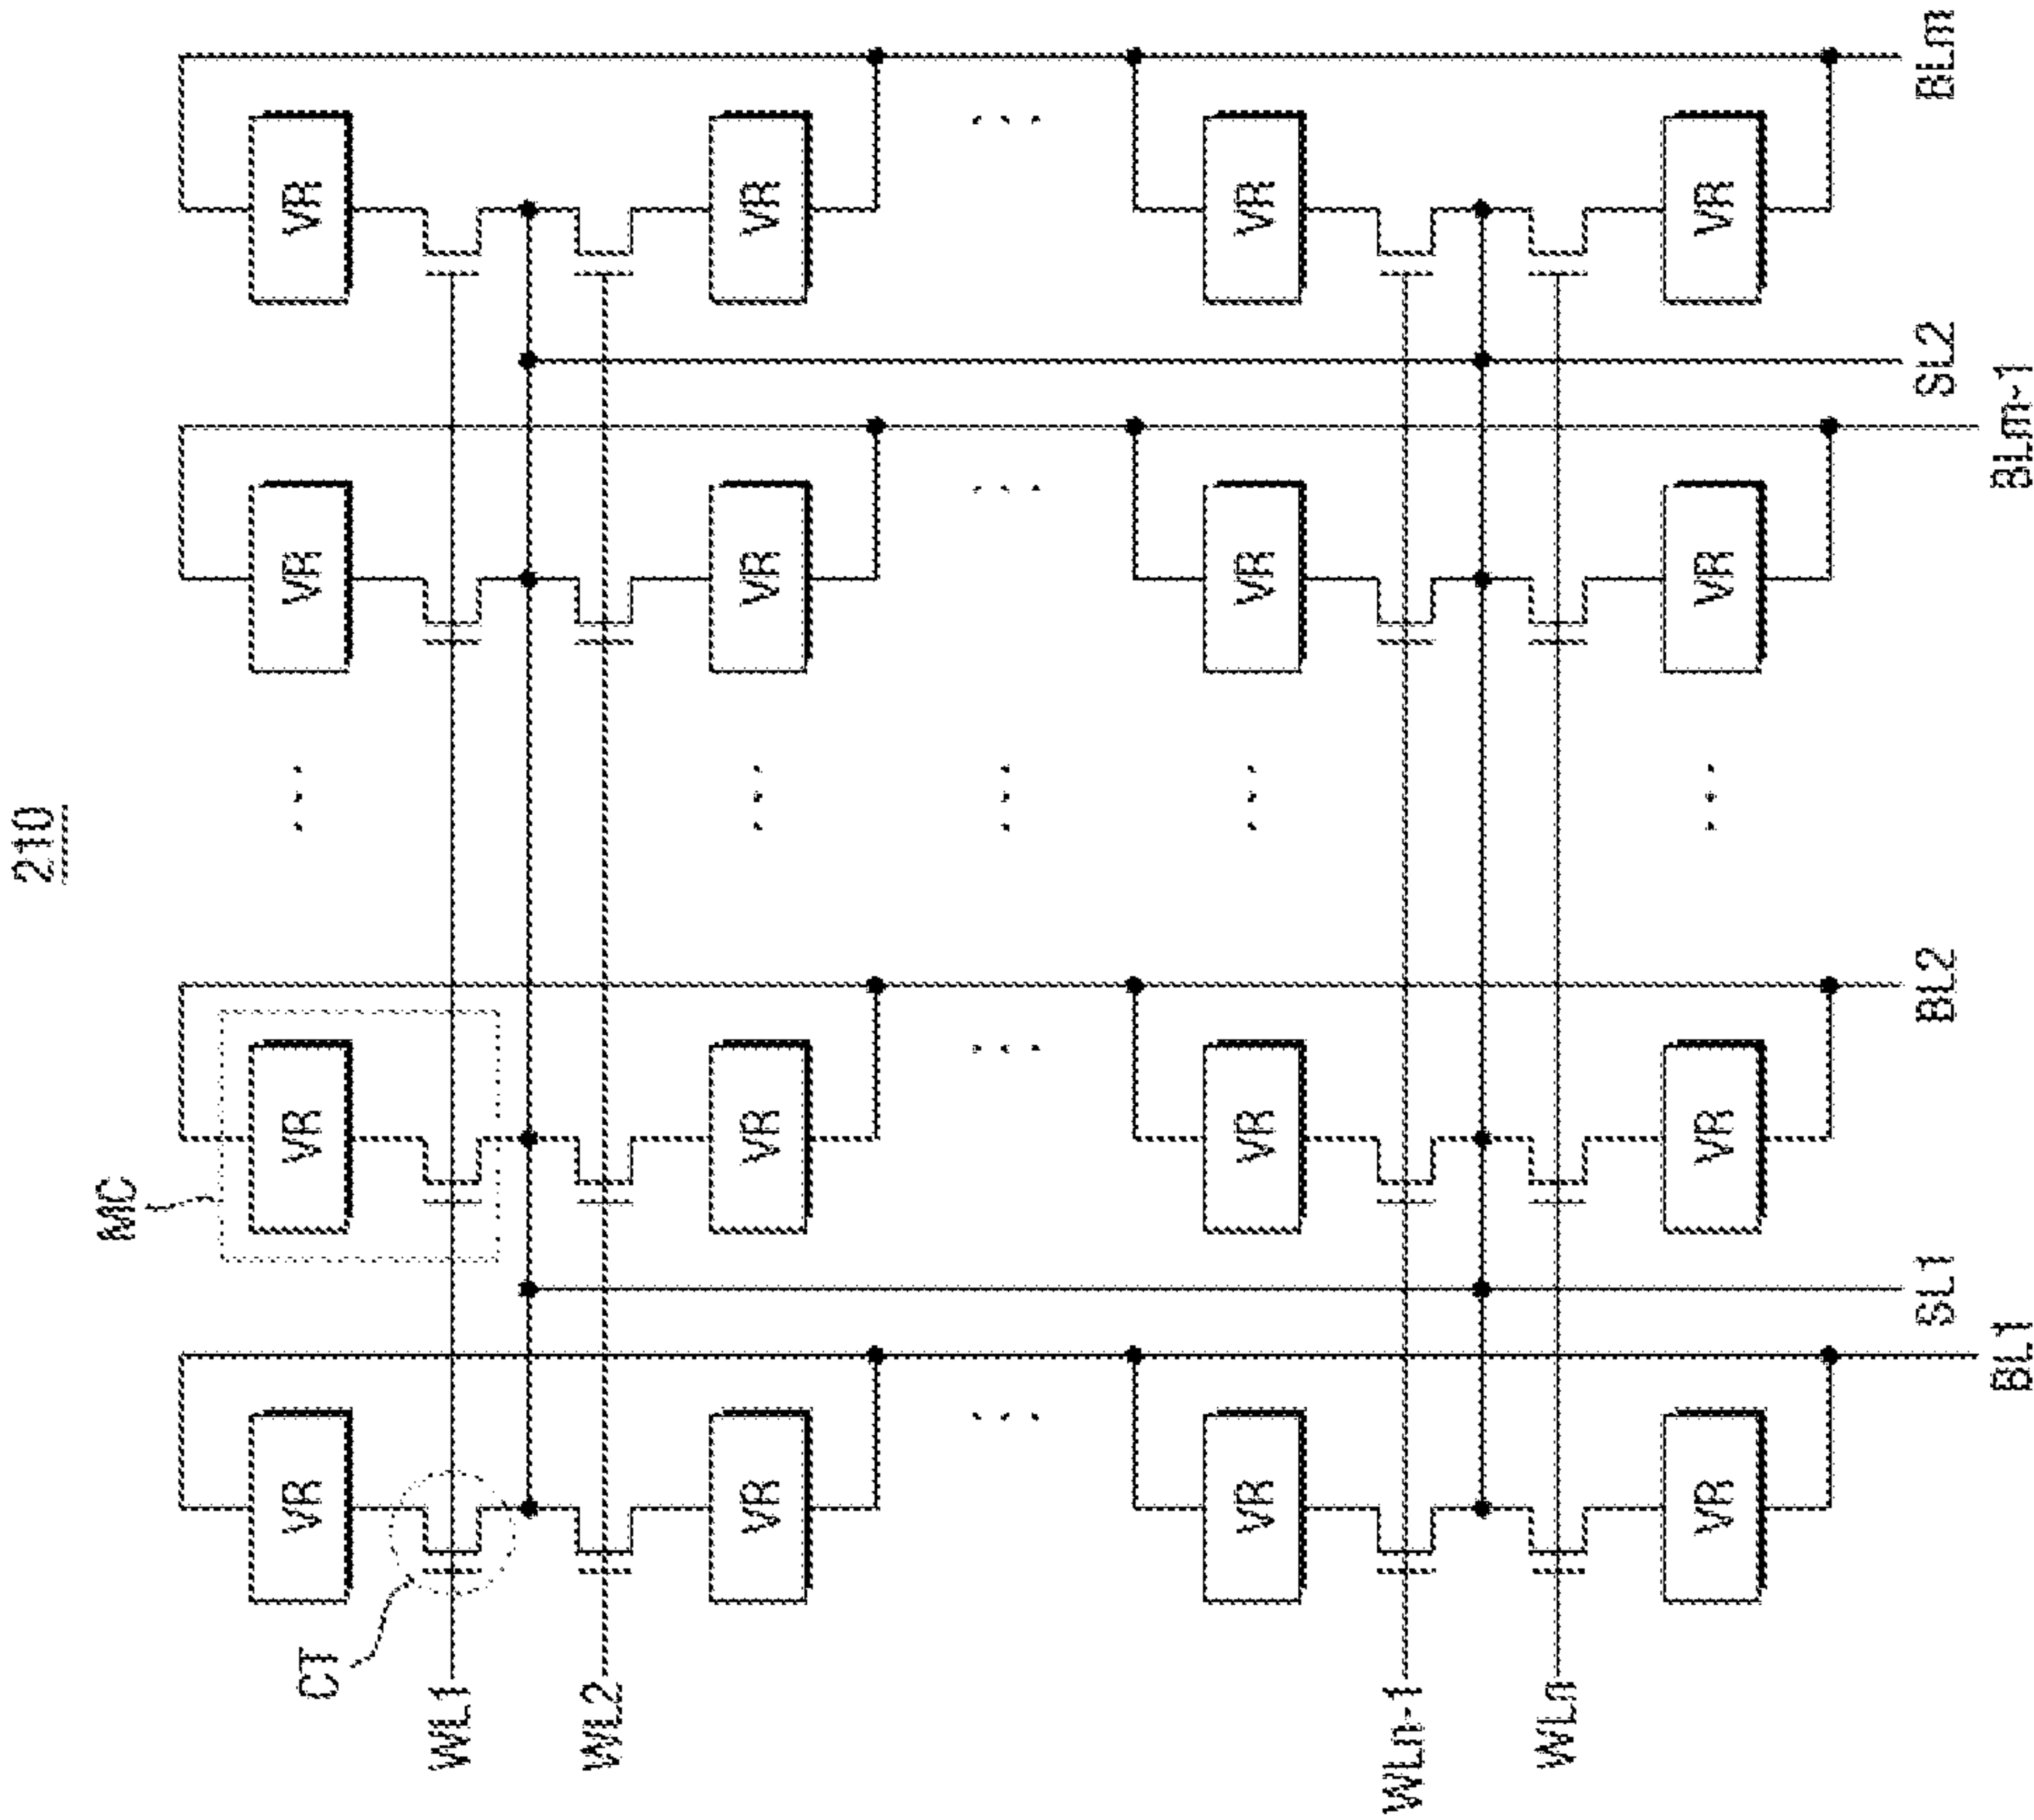 210
MC
CT
VR VR VR VR
WL1
WL2
VR VR VR VR
VR VR VR VR
WLn-1
WLn
VR VR VR VR
SL1 BL2 SL2 BLm
BL1 BLm-1